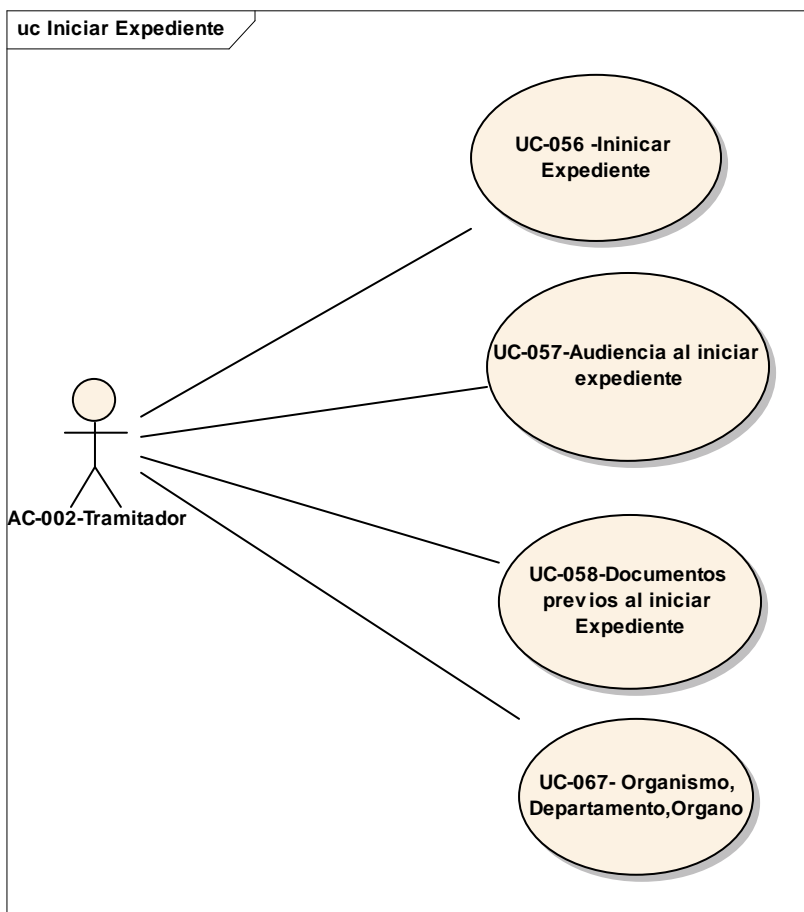 uc Iniciar Expediente
UC-056 -Ininicar
Expediente
UC-057-Audiencia al iniciar
expediente
AC-002-Tramitador
UC-058-Documentos
previos al iniciar
Expediente
UC-067- Organismo,
Departamento,Organo